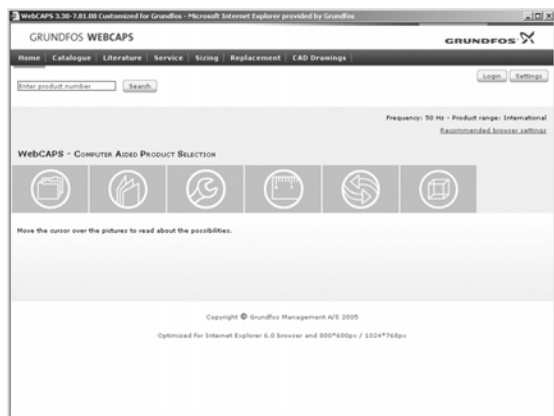 WebCAPS 3.30-7.81.08 Customized for Grundfos - Microsoft Internet Explorer provided by Grundfos
GRUNDFOS WEBCAPS
GRUNDFOS
Home Catalogue Literature Service Sizing Replacement CAD Drawings
Login Settings
Enter product number Search
Frequency: 50 Hz - Product range: International
Recommended browser settings
WebCAPS - Computer Aided Product Selection
Move the cursor over the pictures to read about the possibilities.
Copyright © Grundfos Management A/S 2005
Optimized for Internet Explorer 6.0 browser and 800*600px / 1024*768px